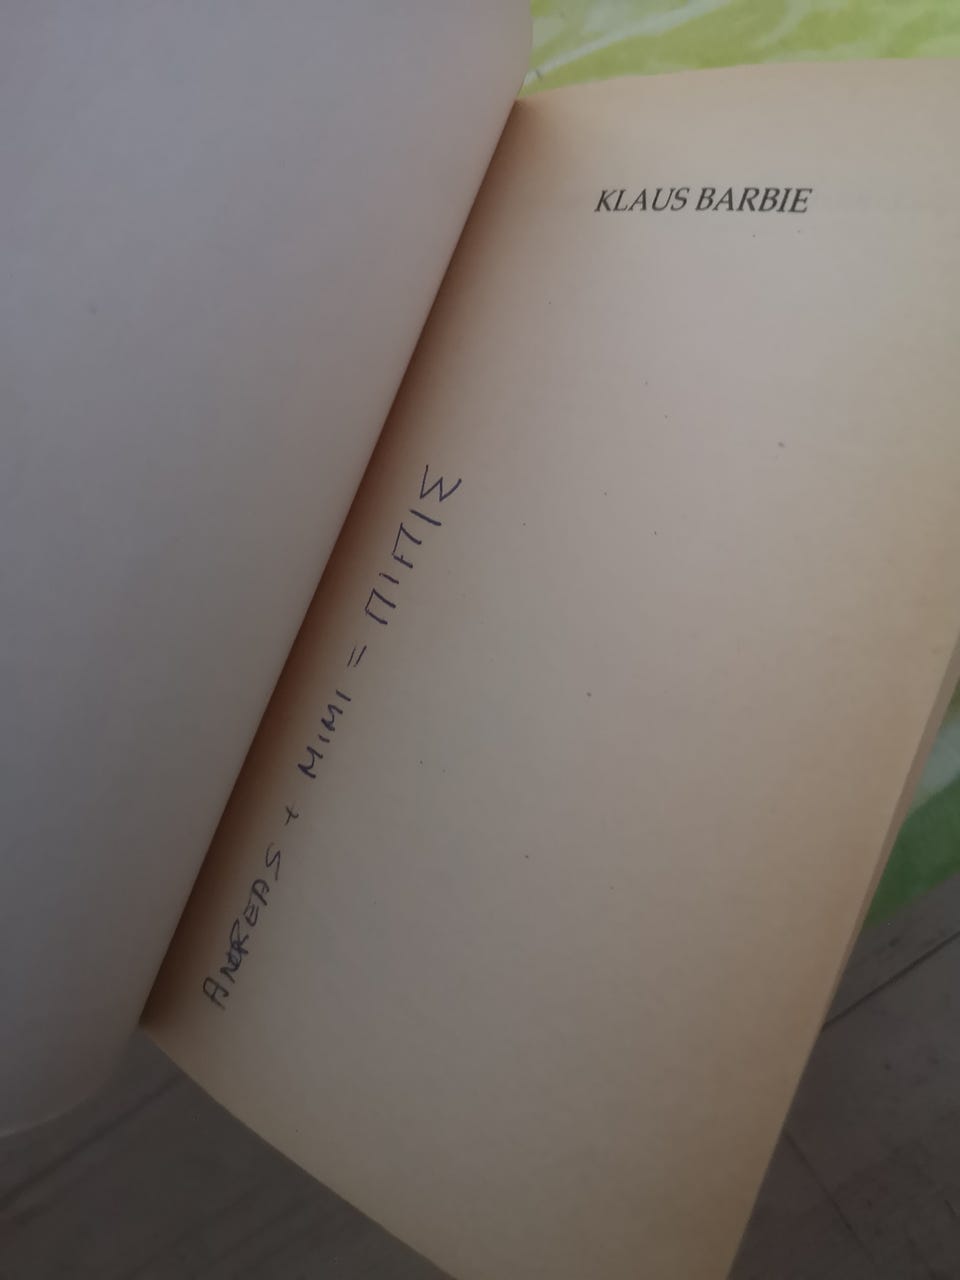 KLAUS BARBIE
ANDREAS + MIMI = ΠΙΠΙΣ